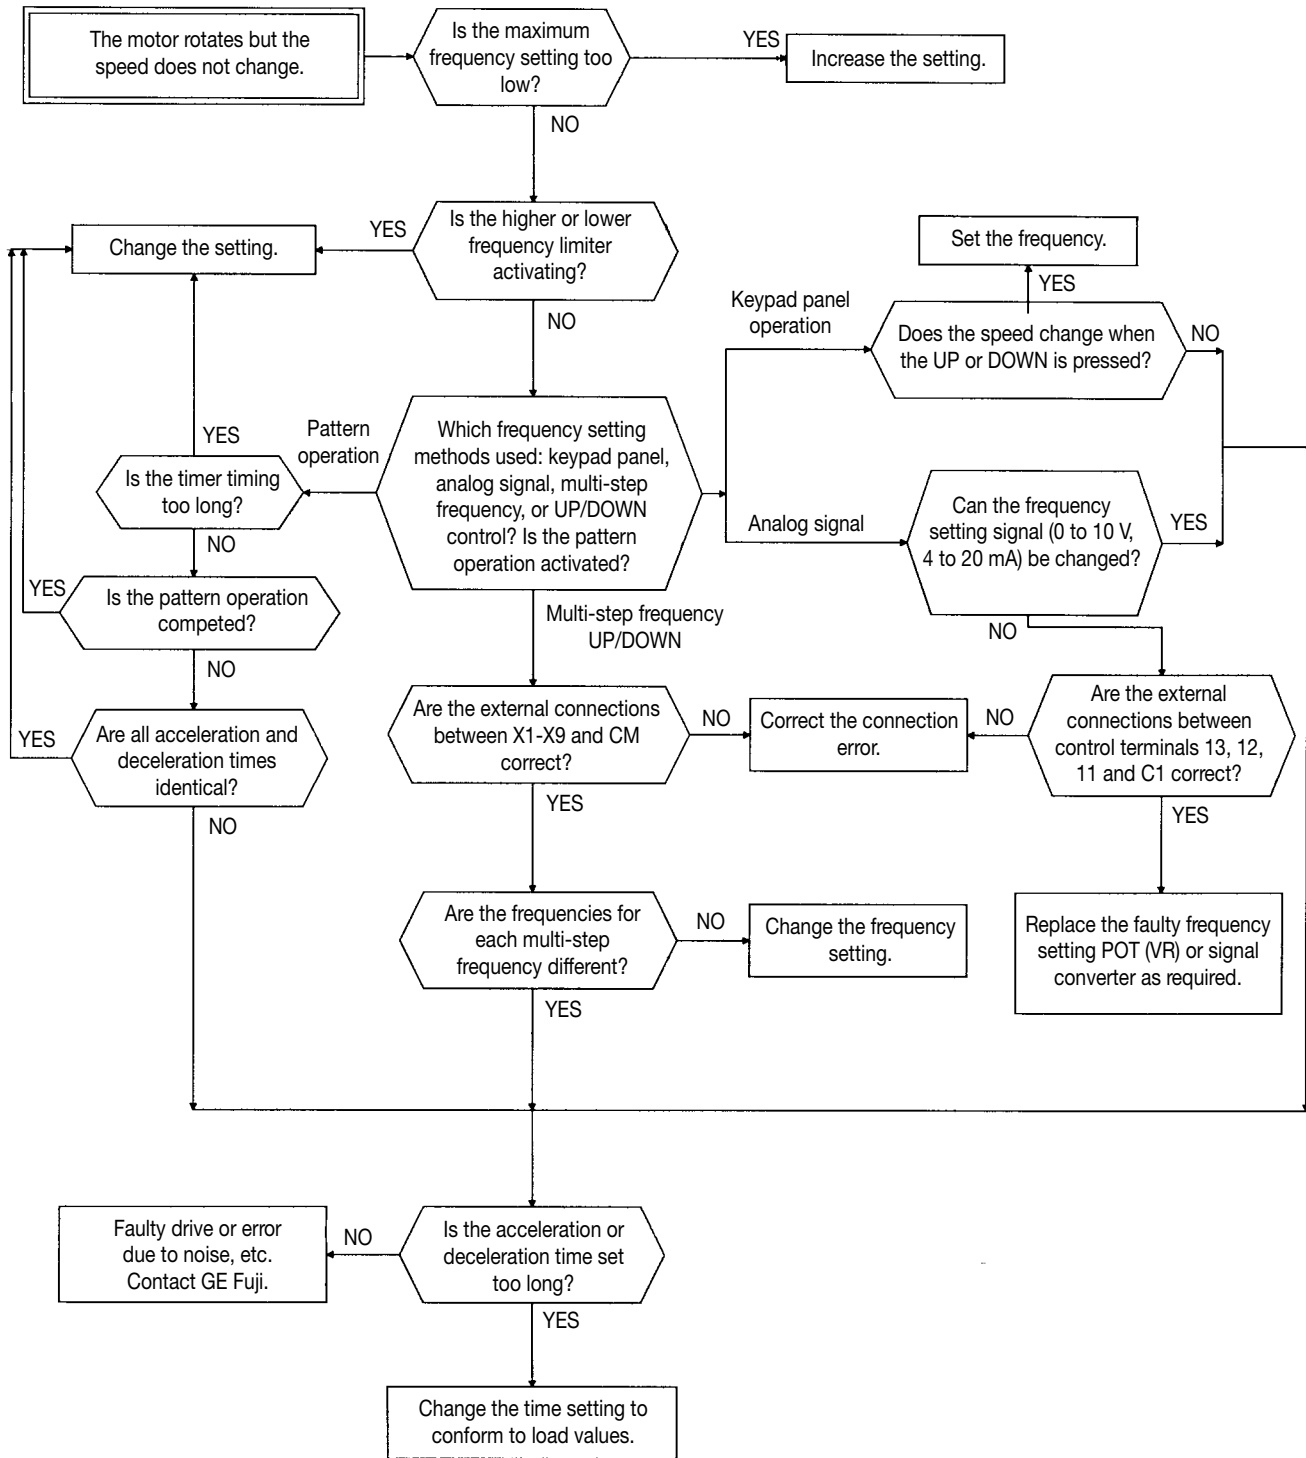 The motor rotates but the
speed does not change.
Is the maximum
frequency setting too
low?
YES
Increase the setting.
NO
Is the higher or lower
frequency limiter
activating?
YES
Change the setting.
NO
Set the frequency.
YES
Keypad panel
operation
Does the speed change when
the UP or DOWN is pressed?
NO
Which frequency setting
methods used: keypad panel,
analog signal, multi-step
frequency, or UP/DOWN
control? Is the pattern
operation activated?
Pattern
operation
YES
Is the timer timing
too long?
NO
Analog signal
Can the frequency
setting signal (0 to 10 V,
4 to 20 mA) be changed?
YES
NO
YES
Is the pattern operation
competed?
NO
Multi-step frequency
UP/DOWN
YES
Are all acceleration and
deceleration times
identical?
NO
Are the external connections
between X1-X9 and CM
correct?
NO
Correct the connection
error.
NO
Are the external
connections between
control terminals 13, 12,
11 and C1 correct?
YES
YES
Are the frequencies for
each multi-step
frequency different?
NO
Change the frequency
setting.
Replace the faulty frequency
setting POT (VR) or signal
converter as required.
YES
Is the acceleration or
deceleration time set
too long?
NO
Faulty drive or error
due to noise, etc.
Contact GE Fuji.
YES
Change the time setting to
conform to load values.